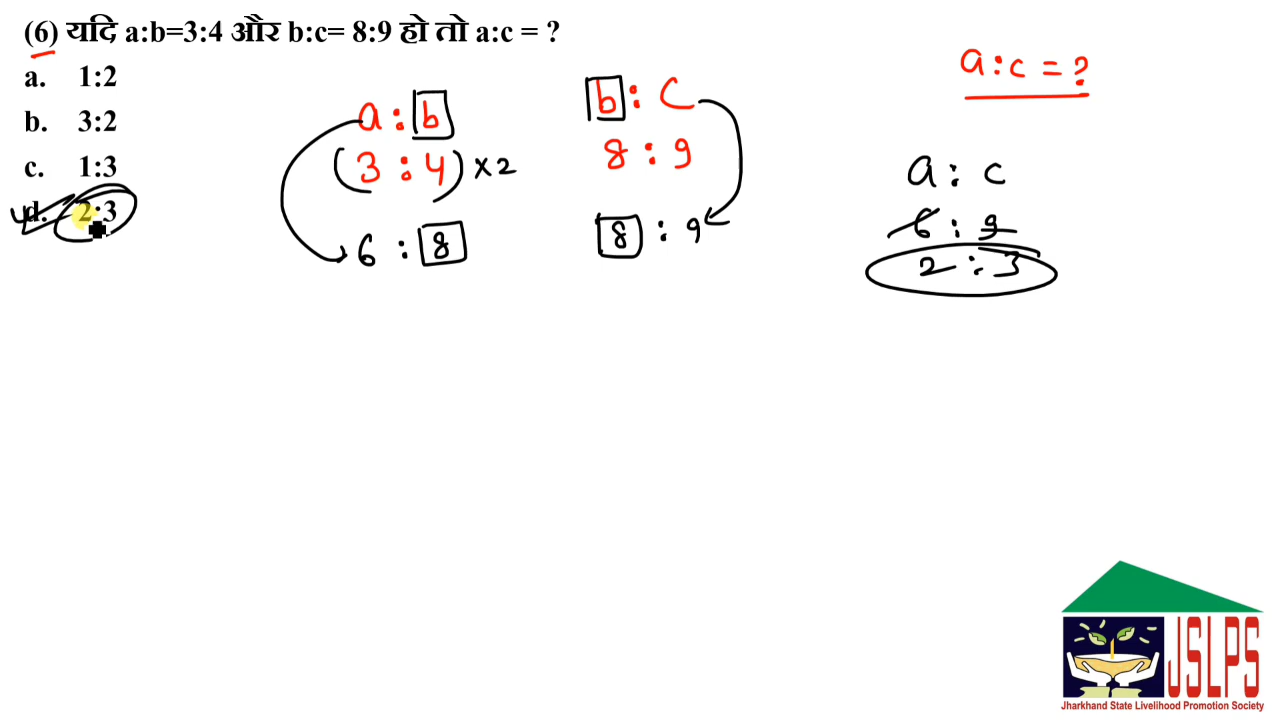 (6) यदि a:b=3:4 और b:c= 8:9 हो तो a:c = ?
a. 1:2
b. 3:2
c. 1:3
d. 2:3
a : b
(3 : 4) ×2
6 : 8
b : c
8 : 9
8 : 9
a:c = ?
a : c
6 : 9
2 : 3
JSLPS
Jharkhand State Livelihood Promotion Society